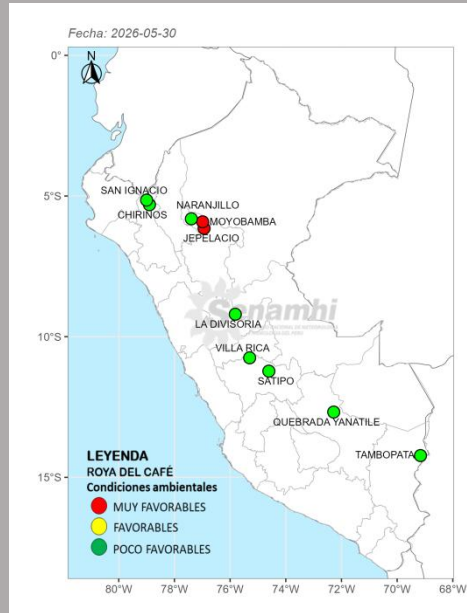 Fecha: 2026-05-30
N
0°
SAN IGNACIO
NARANJILLO
5°S
CHIRINOS
MOYOBAMBA
JEPELACIO
Senamhi
LA DIVISORIA
10°S
VILLA RICA
SATIPO
QUEBRADA YANATILE
TAMBOPATA
LEYENDA
ROYA DEL CAFÉ
15°S
Condiciones ambientales
MUY FAVORABLES
FAVORABLES
POCO FAVORABLES
80°W 78°W 76°W 74°W 72°W 70°W 68°W